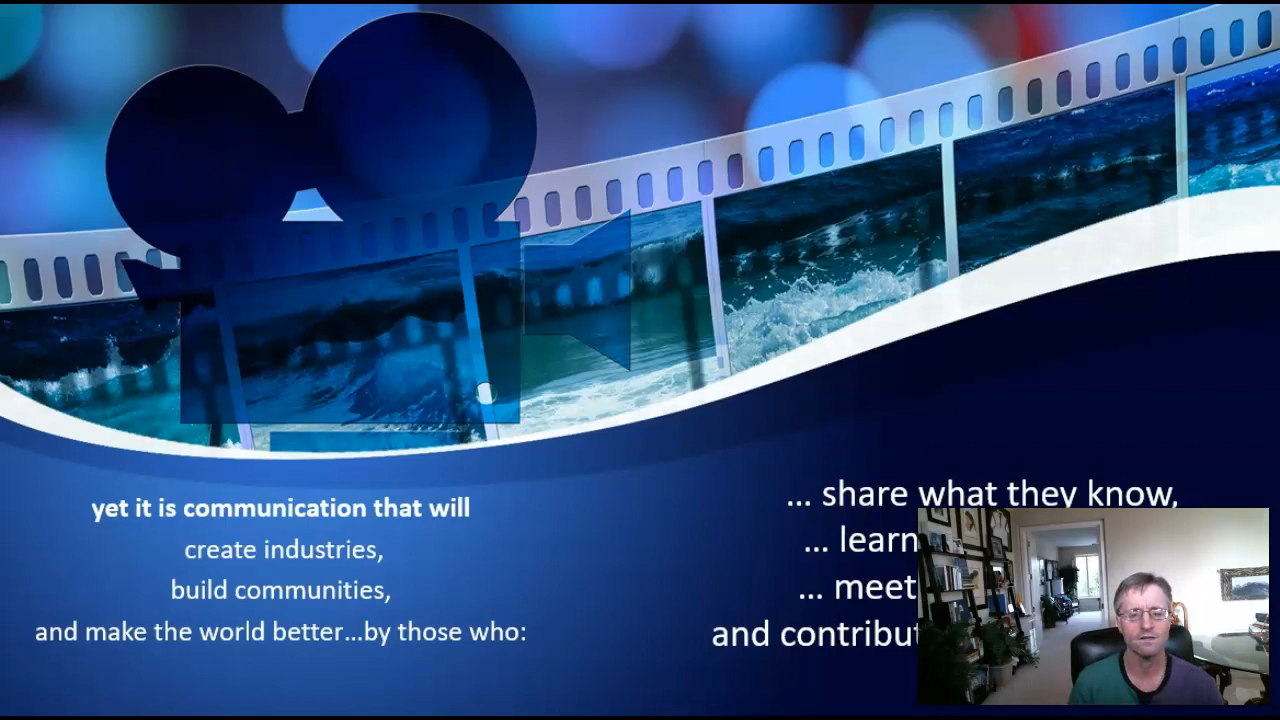 yet it is communication that will
create industries,
build communities,
and make the world better...by those who:
... share what they know,
... learn
... meet
and contribut